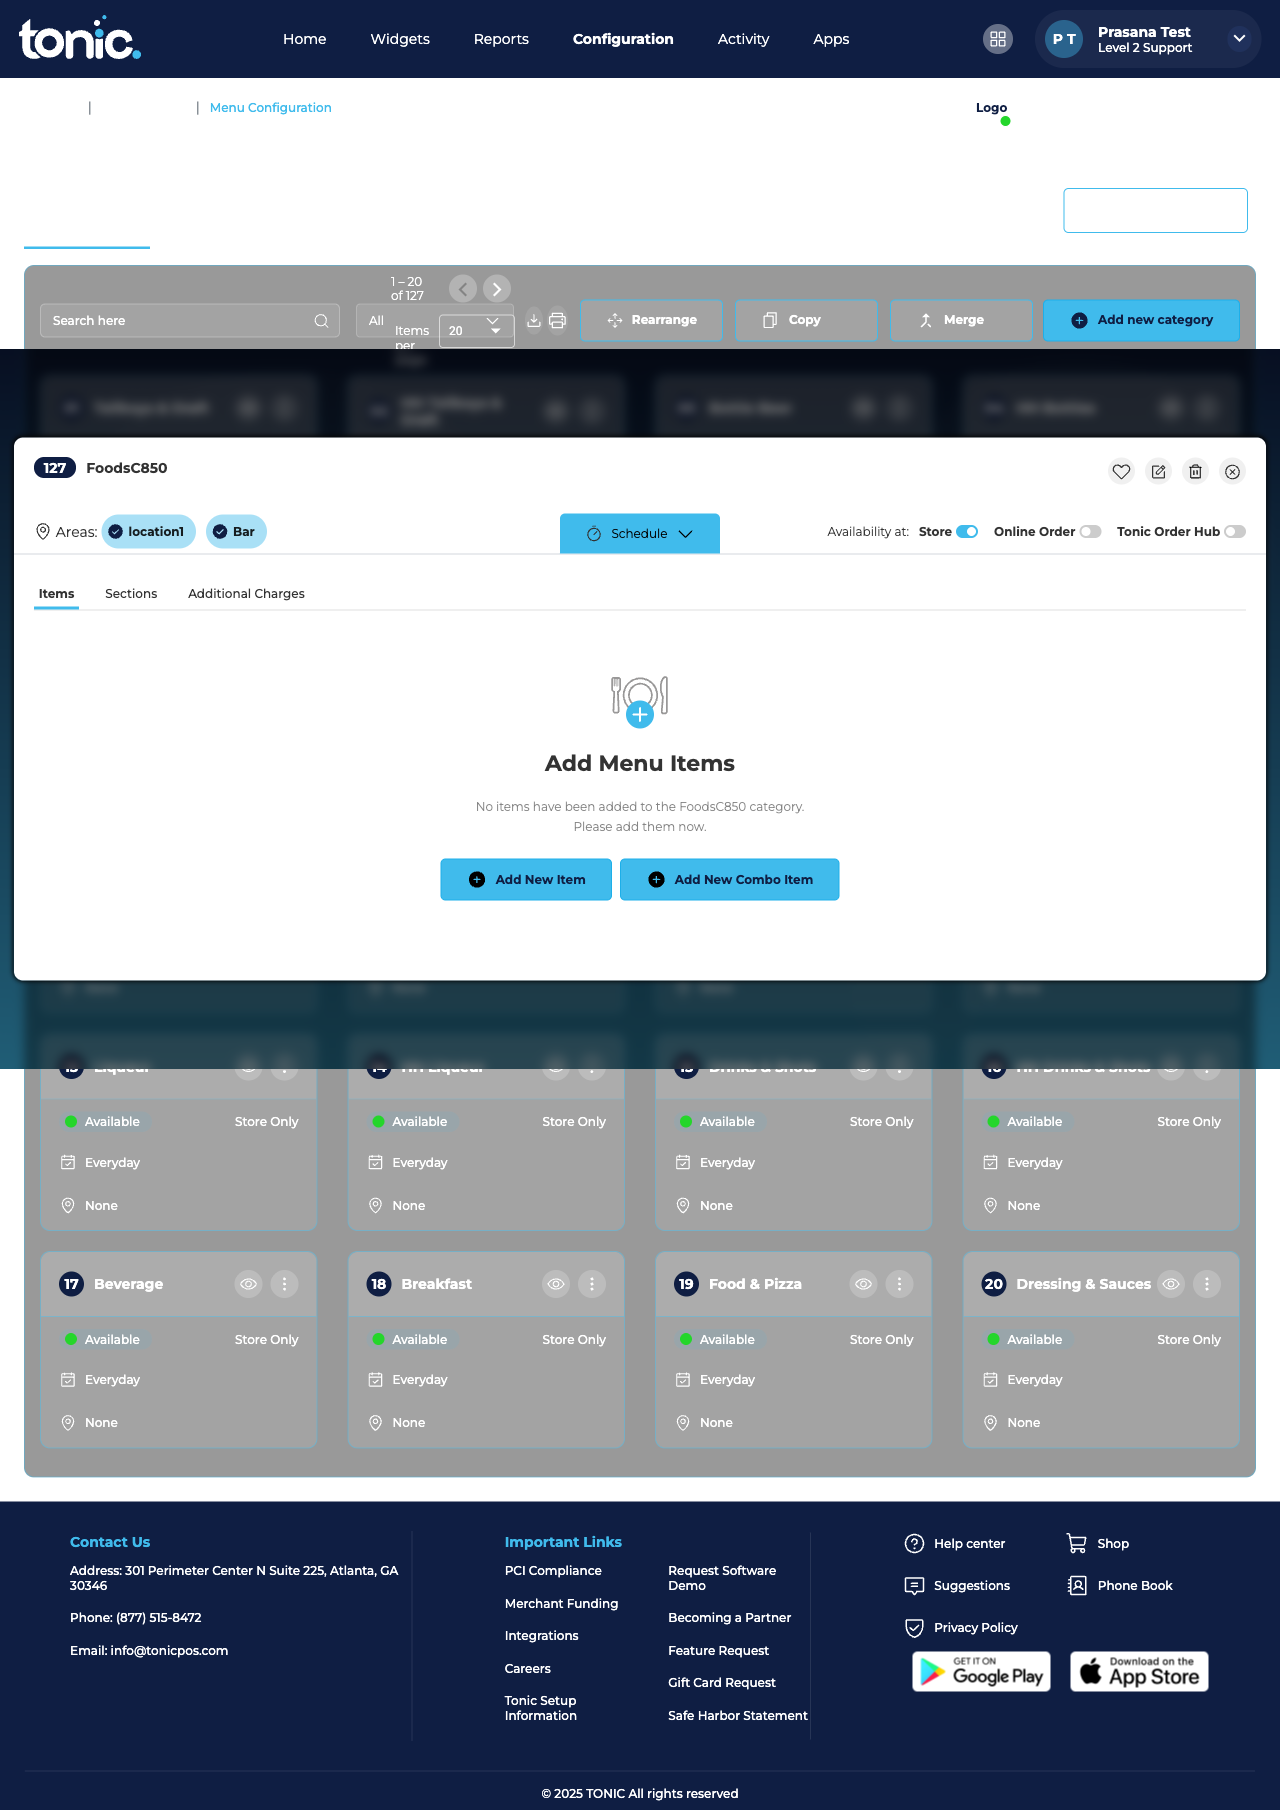 tonic.
Home
Widgets
Reports
Configuration
Activity
Apps
P T
Prasana Test
Level 2 Support
Menu Configuration
Logo
Search here
All
1 – 20
of 127
Items
per
20
Rearrange
Copy
Merge
Add new category
127 FoodsC850
Areas: location1 Bar
Schedule
Availability at: Store Online Order Tonic Order Hub
Items
Sections
Additional Charges
Add Menu Items
No items have been added to the FoodsC850 category.
Please add them now.
Add New Item
Add New Combo Item
Available Store Only
Everyday
None
Available Store Only
Everyday
None
Available Store Only
Everyday
None
Available Store Only
Everyday
None
17 Beverage
Available Store Only
Everyday
None
18 Breakfast
Available Store Only
Everyday
None
19 Food & Pizza
Available Store Only
Everyday
None
20 Dressing & Sauces
Available Store Only
Everyday
None
Contact Us
Address: 301 Perimeter Center N Suite 225, Atlanta, GA
30346
Phone: (877) 515-8472
Email: info@tonicpos.com
Important Links
PCI Compliance
Merchant Funding
Integrations
Careers
Tonic Setup
Information
Request Software
Demo
Becoming a Partner
Feature Request
Gift Card Request
Safe Harbor Statement
Help center
Shop
Suggestions
Phone Book
Privacy Policy
GET IT ON
Google Play
Download on the
App Store
© 2025 TONIC All rights reserved